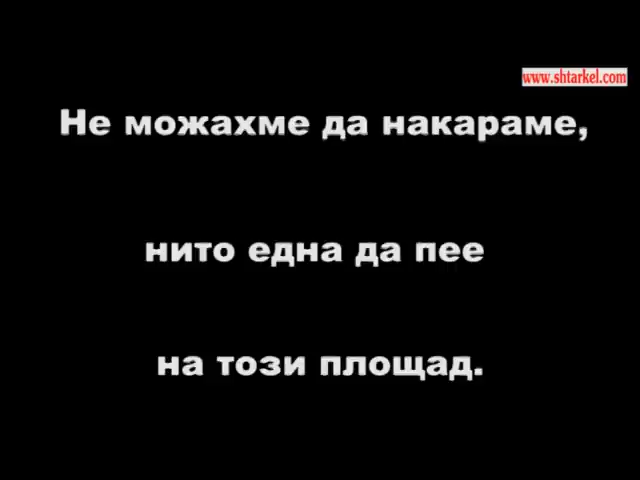 www.shtarkel.com
Не можахме да накараме,
нито една да пее
на този площад.